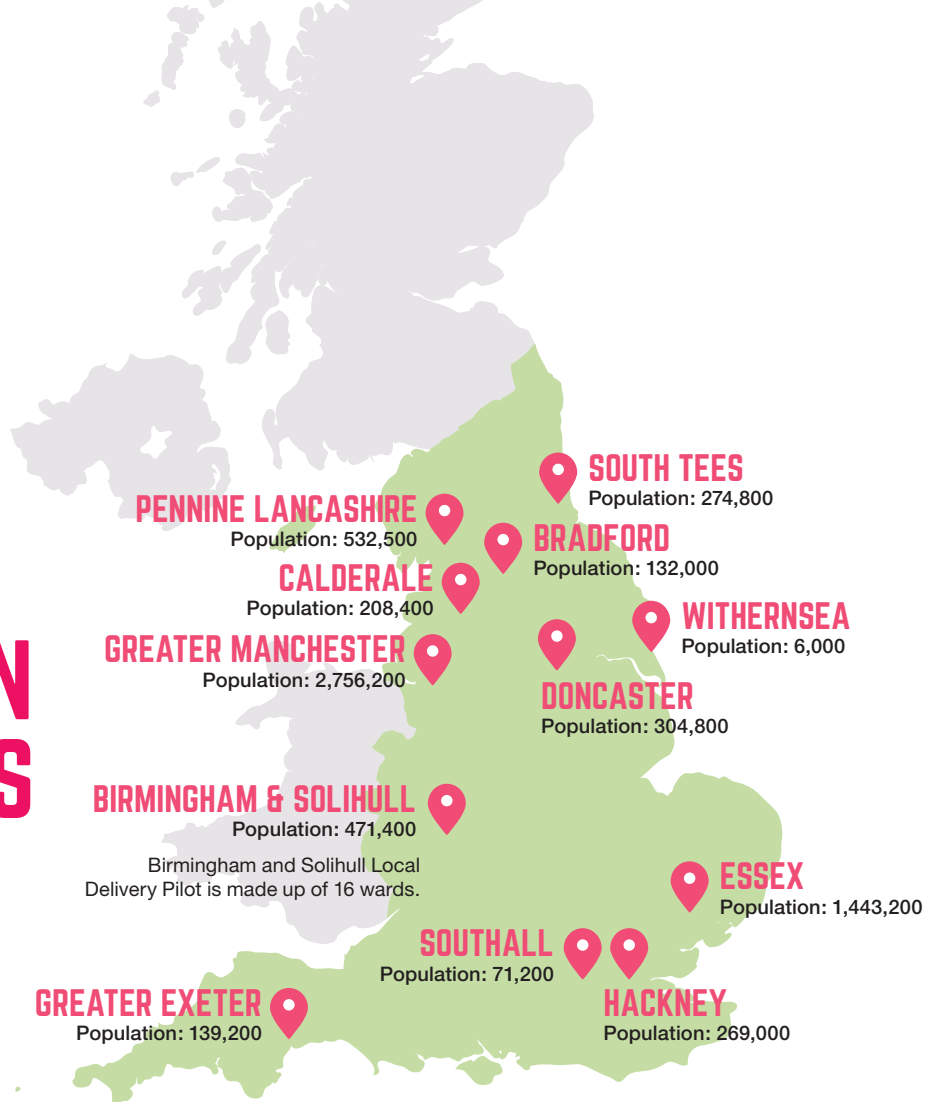 SOUTH TEES
Population: 274,800
PENNINE LANCASHIRE
Population: 532,500
BRADFORD
Population: 132,000
CALDERALE
Population: 208,400
WITHERNSEA
Population: 6,000
GREATER MANCHESTER
Population: 2,756,200
DONCASTER
Population: 304,800
N
S
BIRMINGHAM & SOLIHULL
Population: 471,400
Birmingham and Solihull Local
Delivery Pilot is made up of 16 wards.
ESSEX
Population: 1,443,200
SOUTHALL
Population: 71,200
HACKNEY
Population: 269,000
GREATER EXETER
Population: 139,200